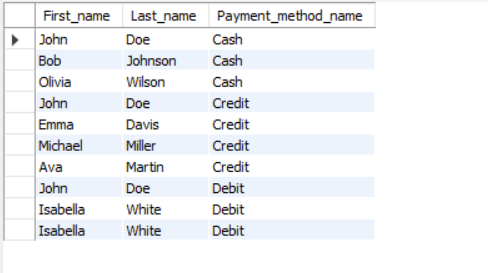 First_name Last_name Payment_method_name
John Doe Cash
Bob Johnson Cash
Olivia Wilson Cash
John Doe Credit
Emma Davis Credit
Michael Miller Credit
Ava Martin Credit
John Doe Debit
Isabella White Debit
Isabella White Debit